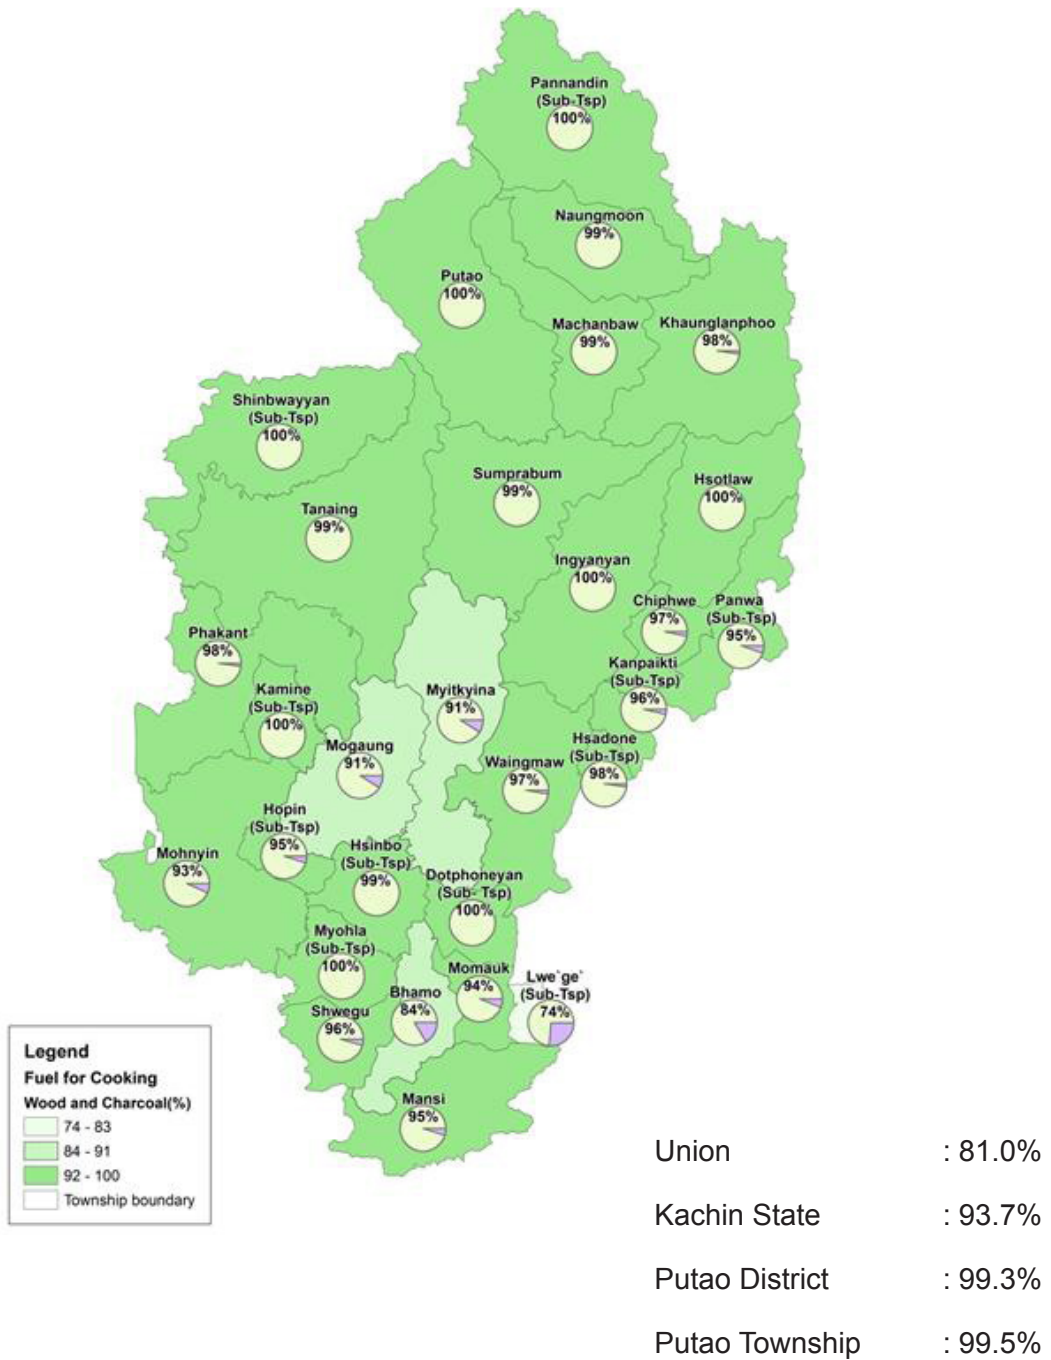 Pannandin
(Sub-Tsp)
100%
Naungmoon
99%
Putao
100%
Machanbaw
99%
Khaunglanphoo
98%
Shinbwayyan
(Sub-Tsp)
100%
Sumprabum
99%
Hsotlaw
100%
Tanaing
99%
Ingyanyan
100%
Chiphwe
97%
Panwa
(Sub-Tsp)
95%
Phakant
98%
Kanpaikti
(Sub-Tsp)
96%
Kamine
(Sub-Tsp)
100%
Myitkyina
91%
Mogaung
91%
Hsadone
(Sub-Tsp)
98%
Waingmaw
97%
Hopin
(Sub-Tsp)
95%
Hsinbo
(Sub-Tsp)
99%
Mohnyin
93%
Dotphoneyan
(Sub- Tsp)
100%
Myohla
(Sub-Tsp)
100%
Momauk
94%
Lwe`ge`
(Sub-Tsp)
74%
Bhamo
84%
Shwegu
96%
Mansi
95%
Legend
Fuel for Cooking
Wood and Charcoal(%)
74 - 83
84 - 91
92 - 100
Township boundary
Union : 81.0%
Kachin State : 93.7%
Putao District : 99.3%
Putao Township : 99.5%